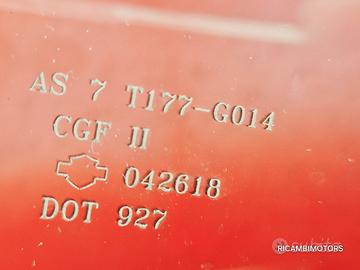 AS 7 T177-G014
CGF II
042618
DOT 927
RICAMBIMOTORS